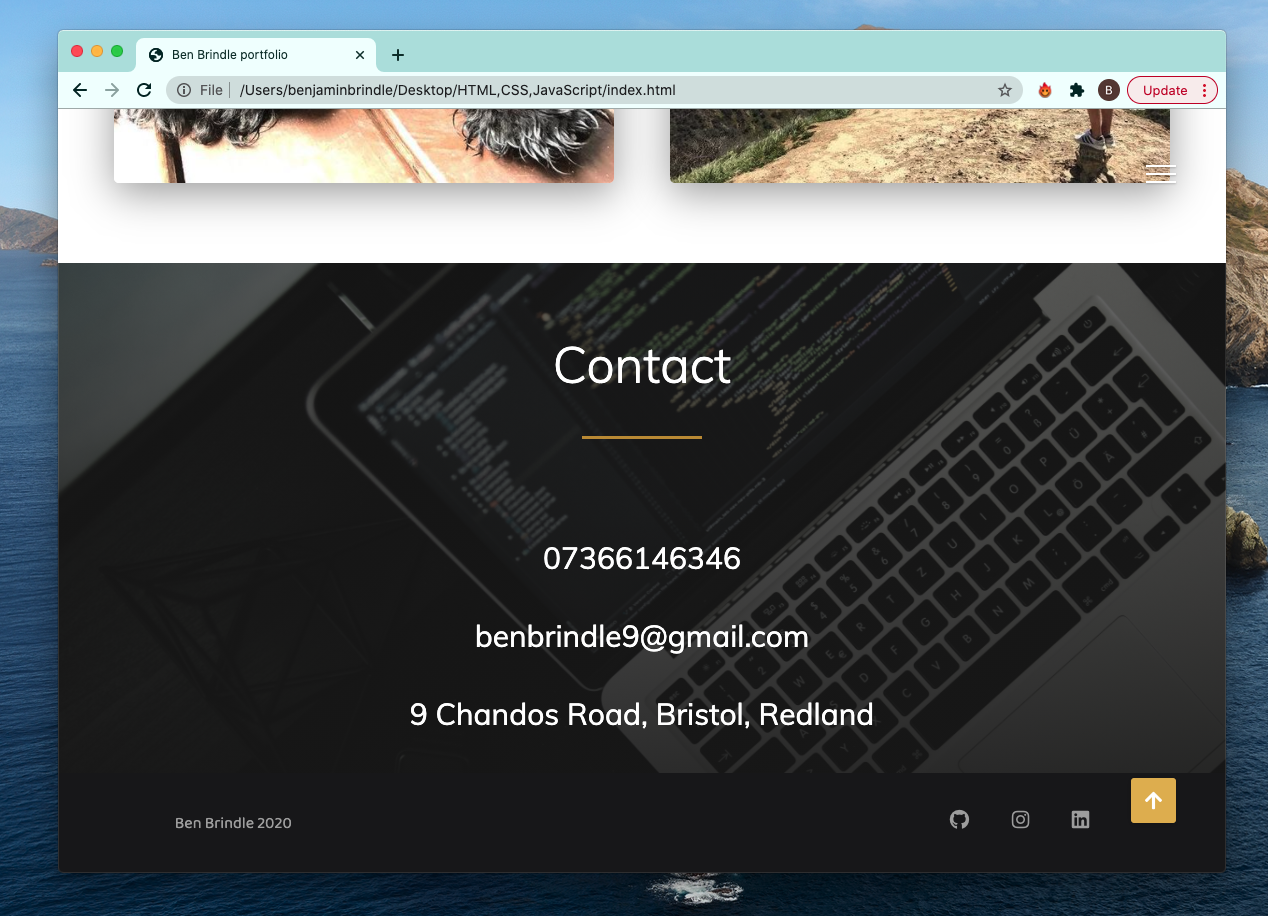 Ben Brindle portfolio
File
/Users/benjaminbrindle/Desktop/HTML,CSS,JavaScript/index.html
B
Update
Contact
07366146346
benbrindle9@gmail.com
9 Chandos Road, Bristol, Redland
Ben Brindle 2020